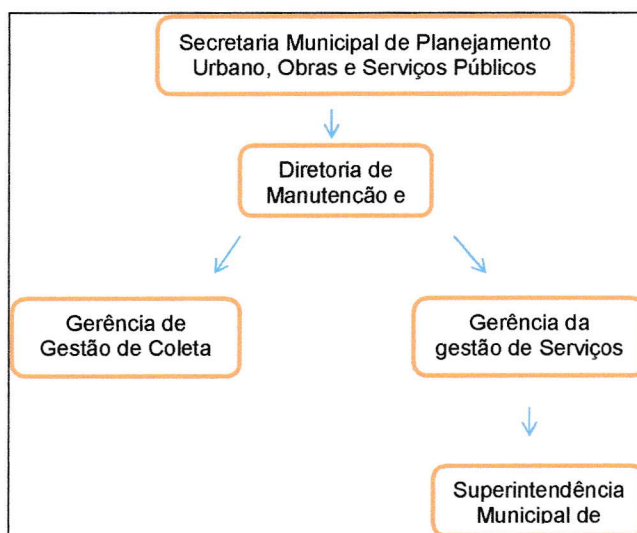 Secretaria Municipal de Planejamento
Urbano, Obras e Serviços Públicos
Diretoria de
Manutenção e
Gerência de
Gestão de Coleta
Gerência da
gestão de Serviços
Superintendência
Municipal de